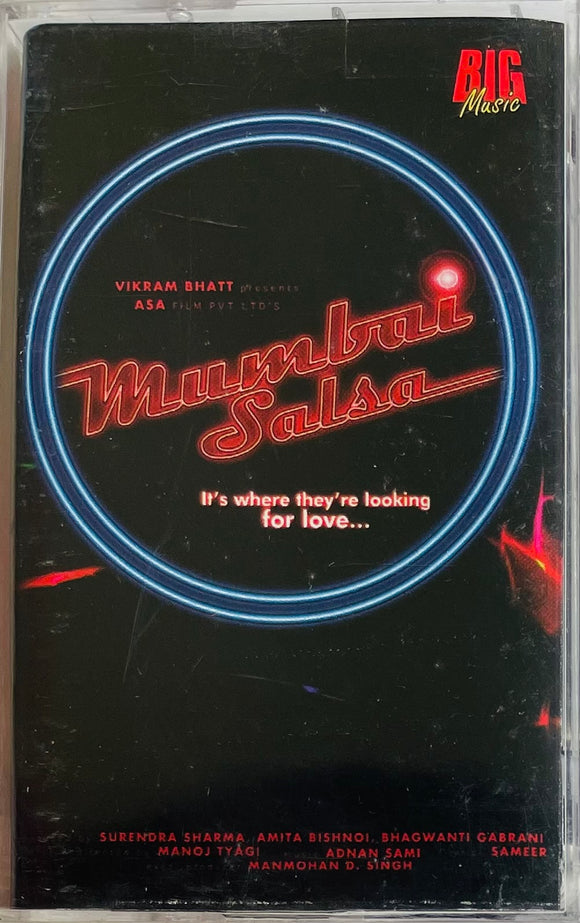 BIG
Music
VIKRAM BHATT presents
ASA FILM PVT LTD'S
Mumbai
Salsa
It's where they're looking
for love...
SURENDRA SHARMA, AMITA BISHNOI, BHAGWANTI GABRANI
MANOJ TYAGI ADNAN SAMI SAMEER
MANMOHAN D. SINGH